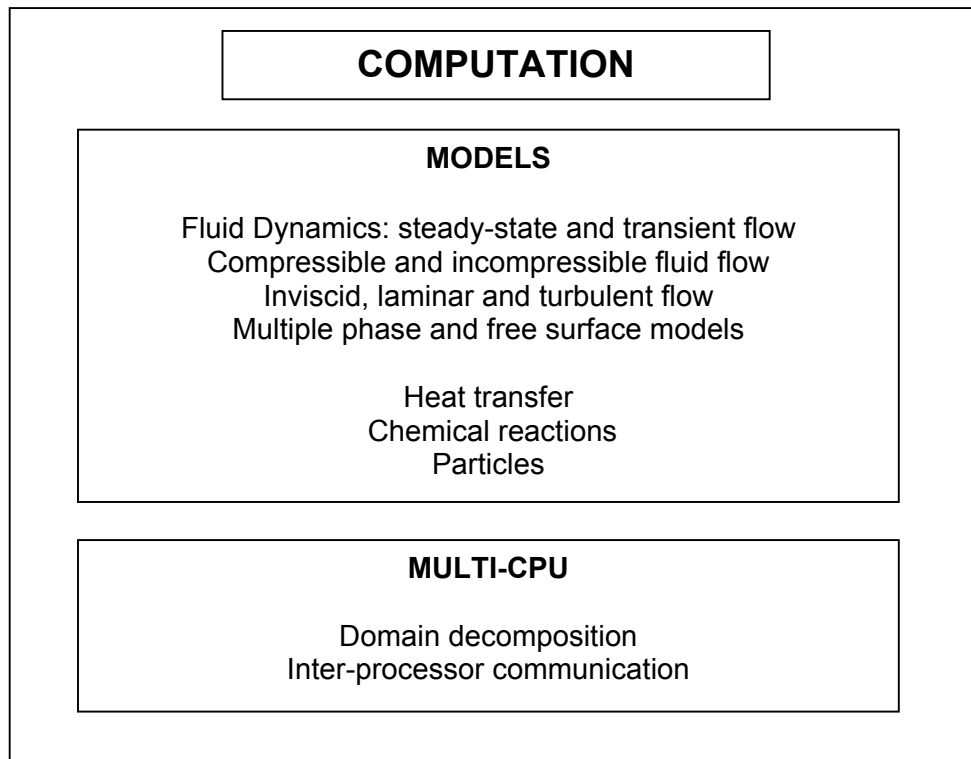 COMPUTATION
MODELS
Fluid Dynamics: steady-state and transient flow
Compressible and incompressible fluid flow
Inviscid, laminar and turbulent flow
Multiple phase and free surface models
Heat transfer
Chemical reactions
Particles
MULTI-CPU
Domain decomposition
Inter-processor communication